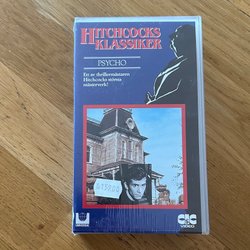 HITCHCOCKS
KLASSIKER
PSYCHO
Ett av thrillermästaren
Hitchcocks största
mästerverk!
CIC
VIDEO